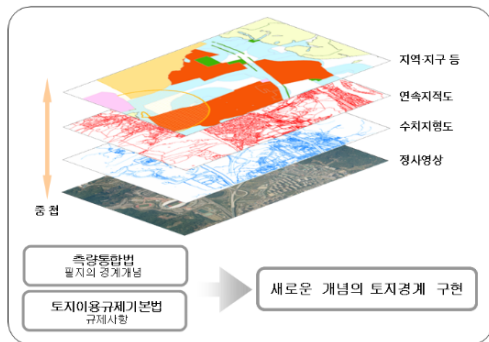 지역·지구 등
연속지적도
수치지형도
정사영상
중 첩
측량통합법
필지의 경계개념
토지이용규제기본법
규제사항
새로운 개념의 토지경계 구현